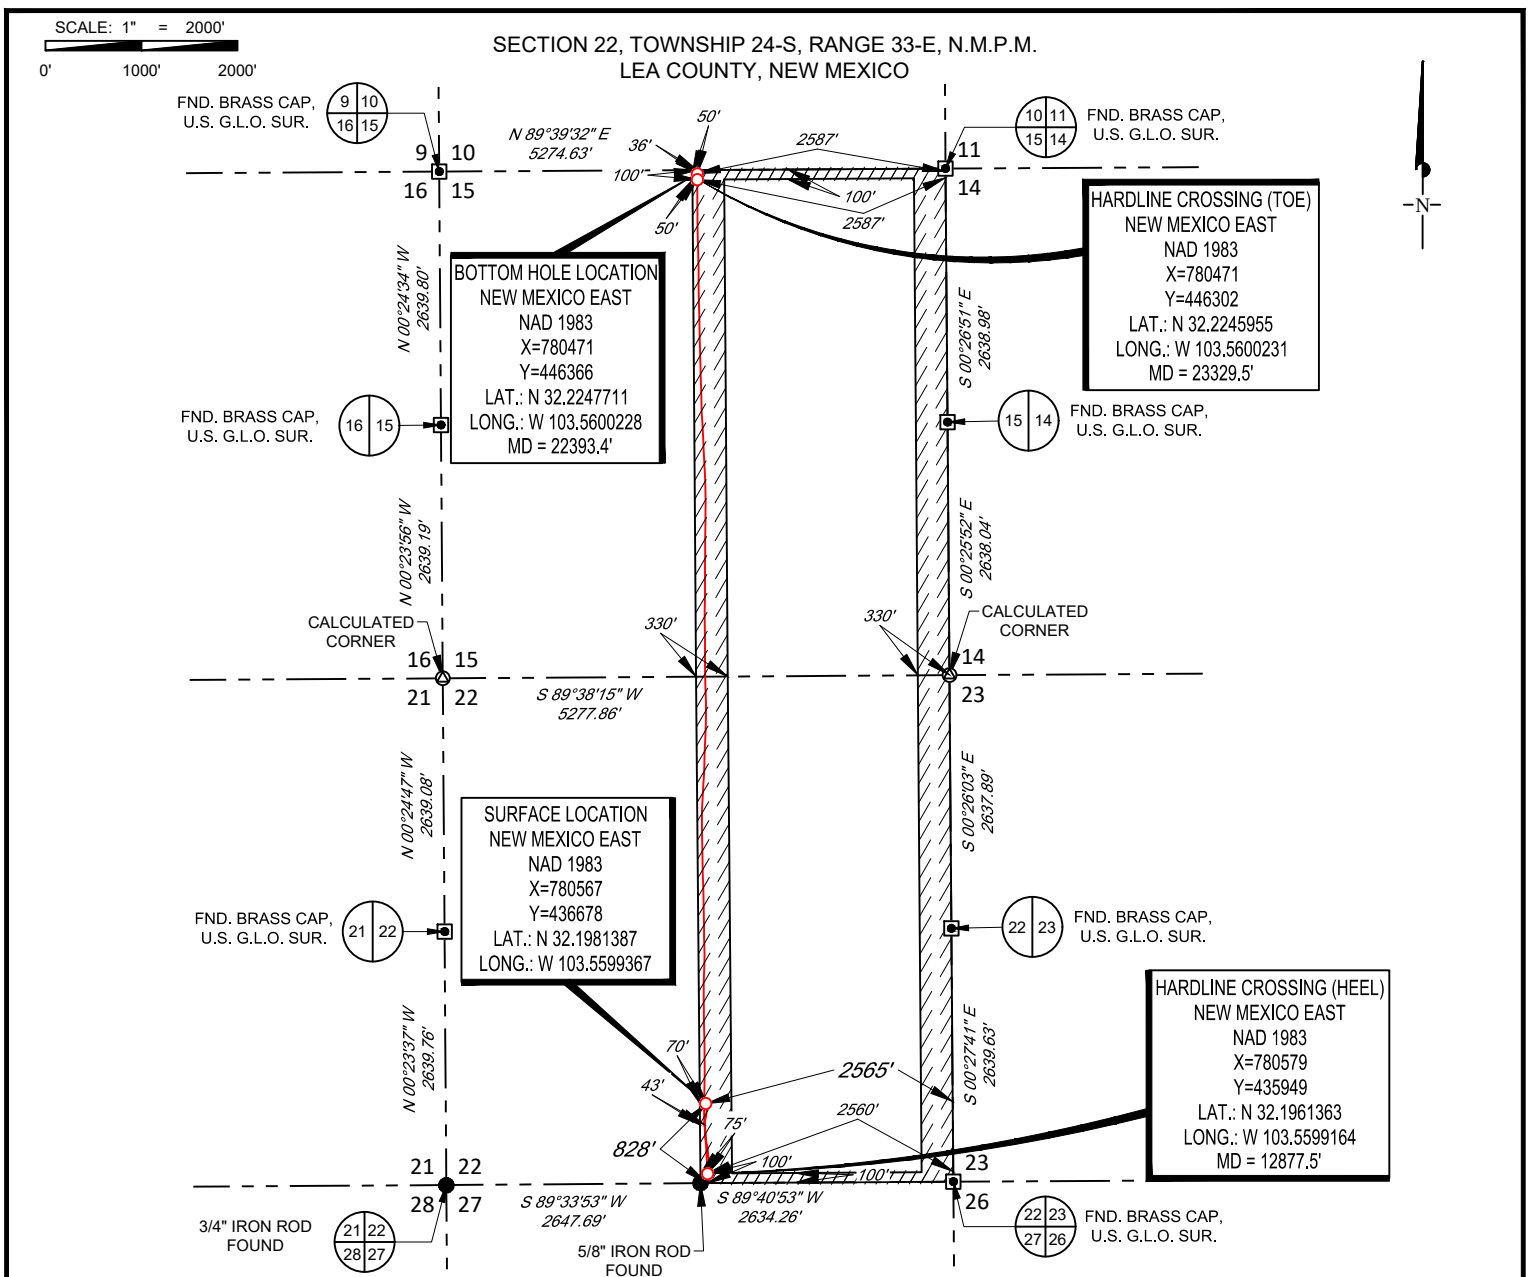 SCALE: 1" = 2000'
0' 1000' 2000'
SECTION 22, TOWNSHIP 24-S, RANGE 33-E, N.M.P.M.
LEA COUNTY, NEW MEXICO
FND. BRASS CAP,
U.S. G.L.O. SUR.
9 10
16 15
9 10
16 15
N 89°39'32" E
5274.63'
36'
50'
100'
50'
2587'
100'
2587'
10 11
15 14
FND. BRASS CAP,
U.S. G.L.O. SUR.
11
14
-N-
HARDLINE CROSSING (TOE)
NEW MEXICO EAST
NAD 1983
X=780471
Y=446302
LAT.: N 32.2245955
LONG.: W 103.5600231
MD = 23329.5'
BOTTOM HOLE LOCATION
NEW MEXICO EAST
NAD 1983
X=780471
Y=446366
LAT.: N 32.2247711
LONG.: W 103.5600228
MD = 22393.4'
N 00°24'34" W
2639.80'
S 00°26'51" E
2638.98'
FND. BRASS CAP,
U.S. G.L.O. SUR.
16 15
15 14
FND. BRASS CAP,
U.S. G.L.O. SUR.
N 00°23'56" W
2639.19'
S 00°25'52" E
2638.04'
CALCULATED
CORNER
16 15
21 22
330'
330'
CALCULATED
CORNER
14
23
S 89°38'15" W
5277.86'
N 00°24'47" W
2639.08'
S 00°26'03" E
2637.89'
SURFACE LOCATION
NEW MEXICO EAST
NAD 1983
X=780567
Y=436678
LAT.: N 32.1981387
LONG.: W 103.5599367
FND. BRASS CAP,
U.S. G.L.O. SUR.
21 22
22 23
FND. BRASS CAP,
U.S. G.L.O. SUR.
HARDLINE CROSSING (HEEL)
NEW MEXICO EAST
NAD 1983
X=780579
Y=435949
LAT.: N 32.1961363
LONG.: W 103.5599164
MD = 12877.5'
N 00°23'37" W
2639.76'
S 00°27'41" E
2639.63'
70'
43'
2565'
2560'
75'
828'
100'
100'
21 22
28 27
23
26
S 89°33'53" W
2647.69'
S 89°40'53" W
2634.26'
3/4" IRON ROD
FOUND
21 22
28 27
5/8" IRON ROD
FOUND
22 23
27 26
FND. BRASS CAP,
U.S. G.L.O. SUR.